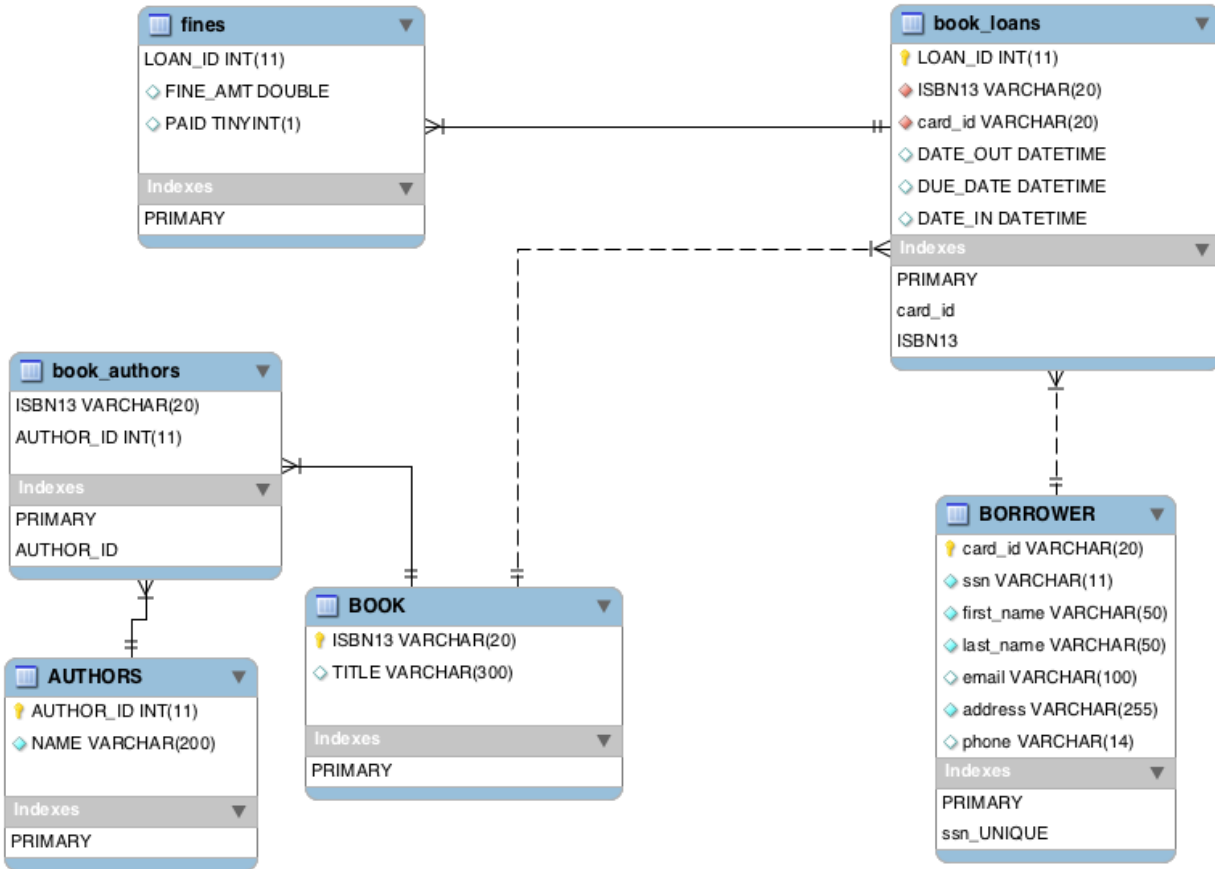 fines
LOAN_ID INT(11)
FINE_AMT DOUBLE
PAID TINYINT(1)
Indexes
PRIMARY
book_loans
LOAN_ID INT(11)
ISBN13 VARCHAR(20)
card_id VARCHAR(20)
DATE_OUT DATETIME
DUE_DATE DATETIME
DATE_IN DATETIME
Indexes
PRIMARY
card_id
ISBN13
book_authors
ISBN13 VARCHAR(20)
AUTHOR_ID INT(11)
Indexes
PRIMARY
AUTHOR_ID
BOOK
ISBN13 VARCHAR(20)
TITLE VARCHAR(300)
Indexes
PRIMARY
BORROWER
card_id VARCHAR(20)
ssn VARCHAR(11)
first_name VARCHAR(50)
last_name VARCHAR(50)
email VARCHAR(100)
address VARCHAR(255)
phone VARCHAR(14)
Indexes
PRIMARY
ssn_UNIQUE
AUTHORS
AUTHOR_ID INT(11)
NAME VARCHAR(200)
Indexes
PRIMARY